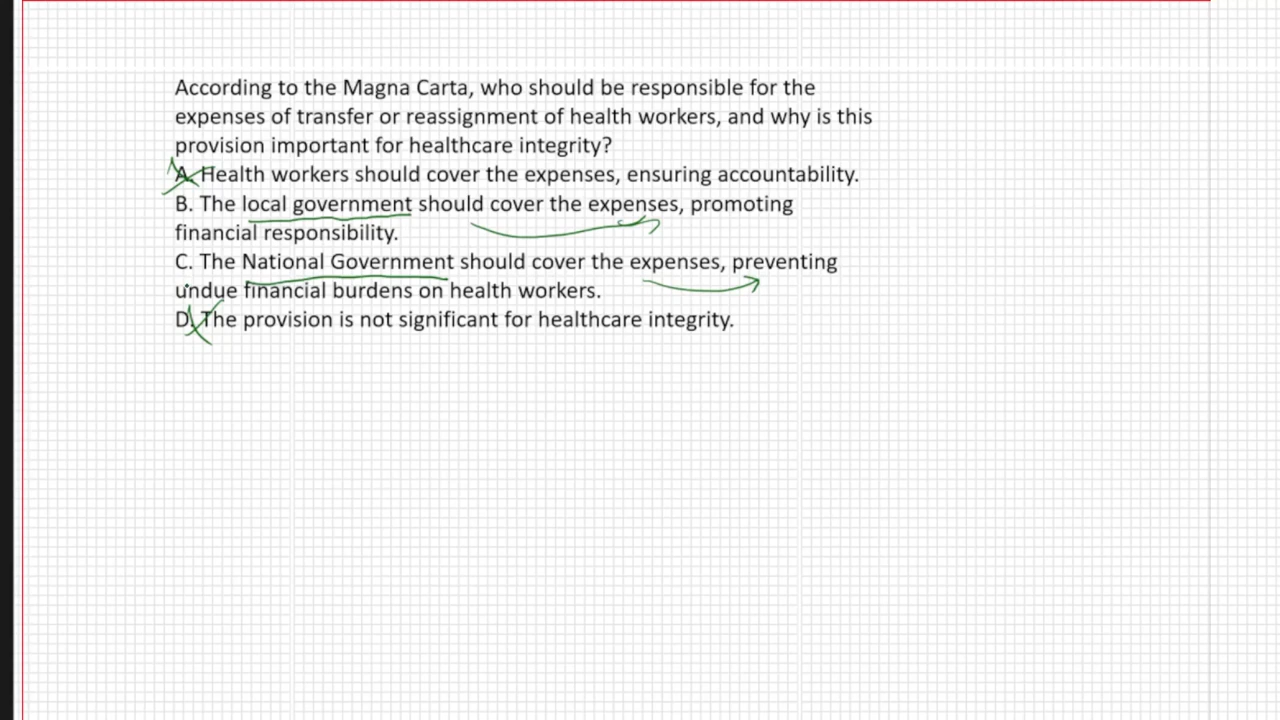 According to the Magna Carta, who should be responsible for the
expenses of transfer or reassignment of health workers, and why is this
provision important for healthcare integrity?
A. Health workers should cover the expenses, ensuring accountability.
B. The local government should cover the expenses, promoting
financial responsibility.
C. The National Government should cover the expenses, preventing
undue financial burdens on health workers.
D. The provision is not significant for healthcare integrity.